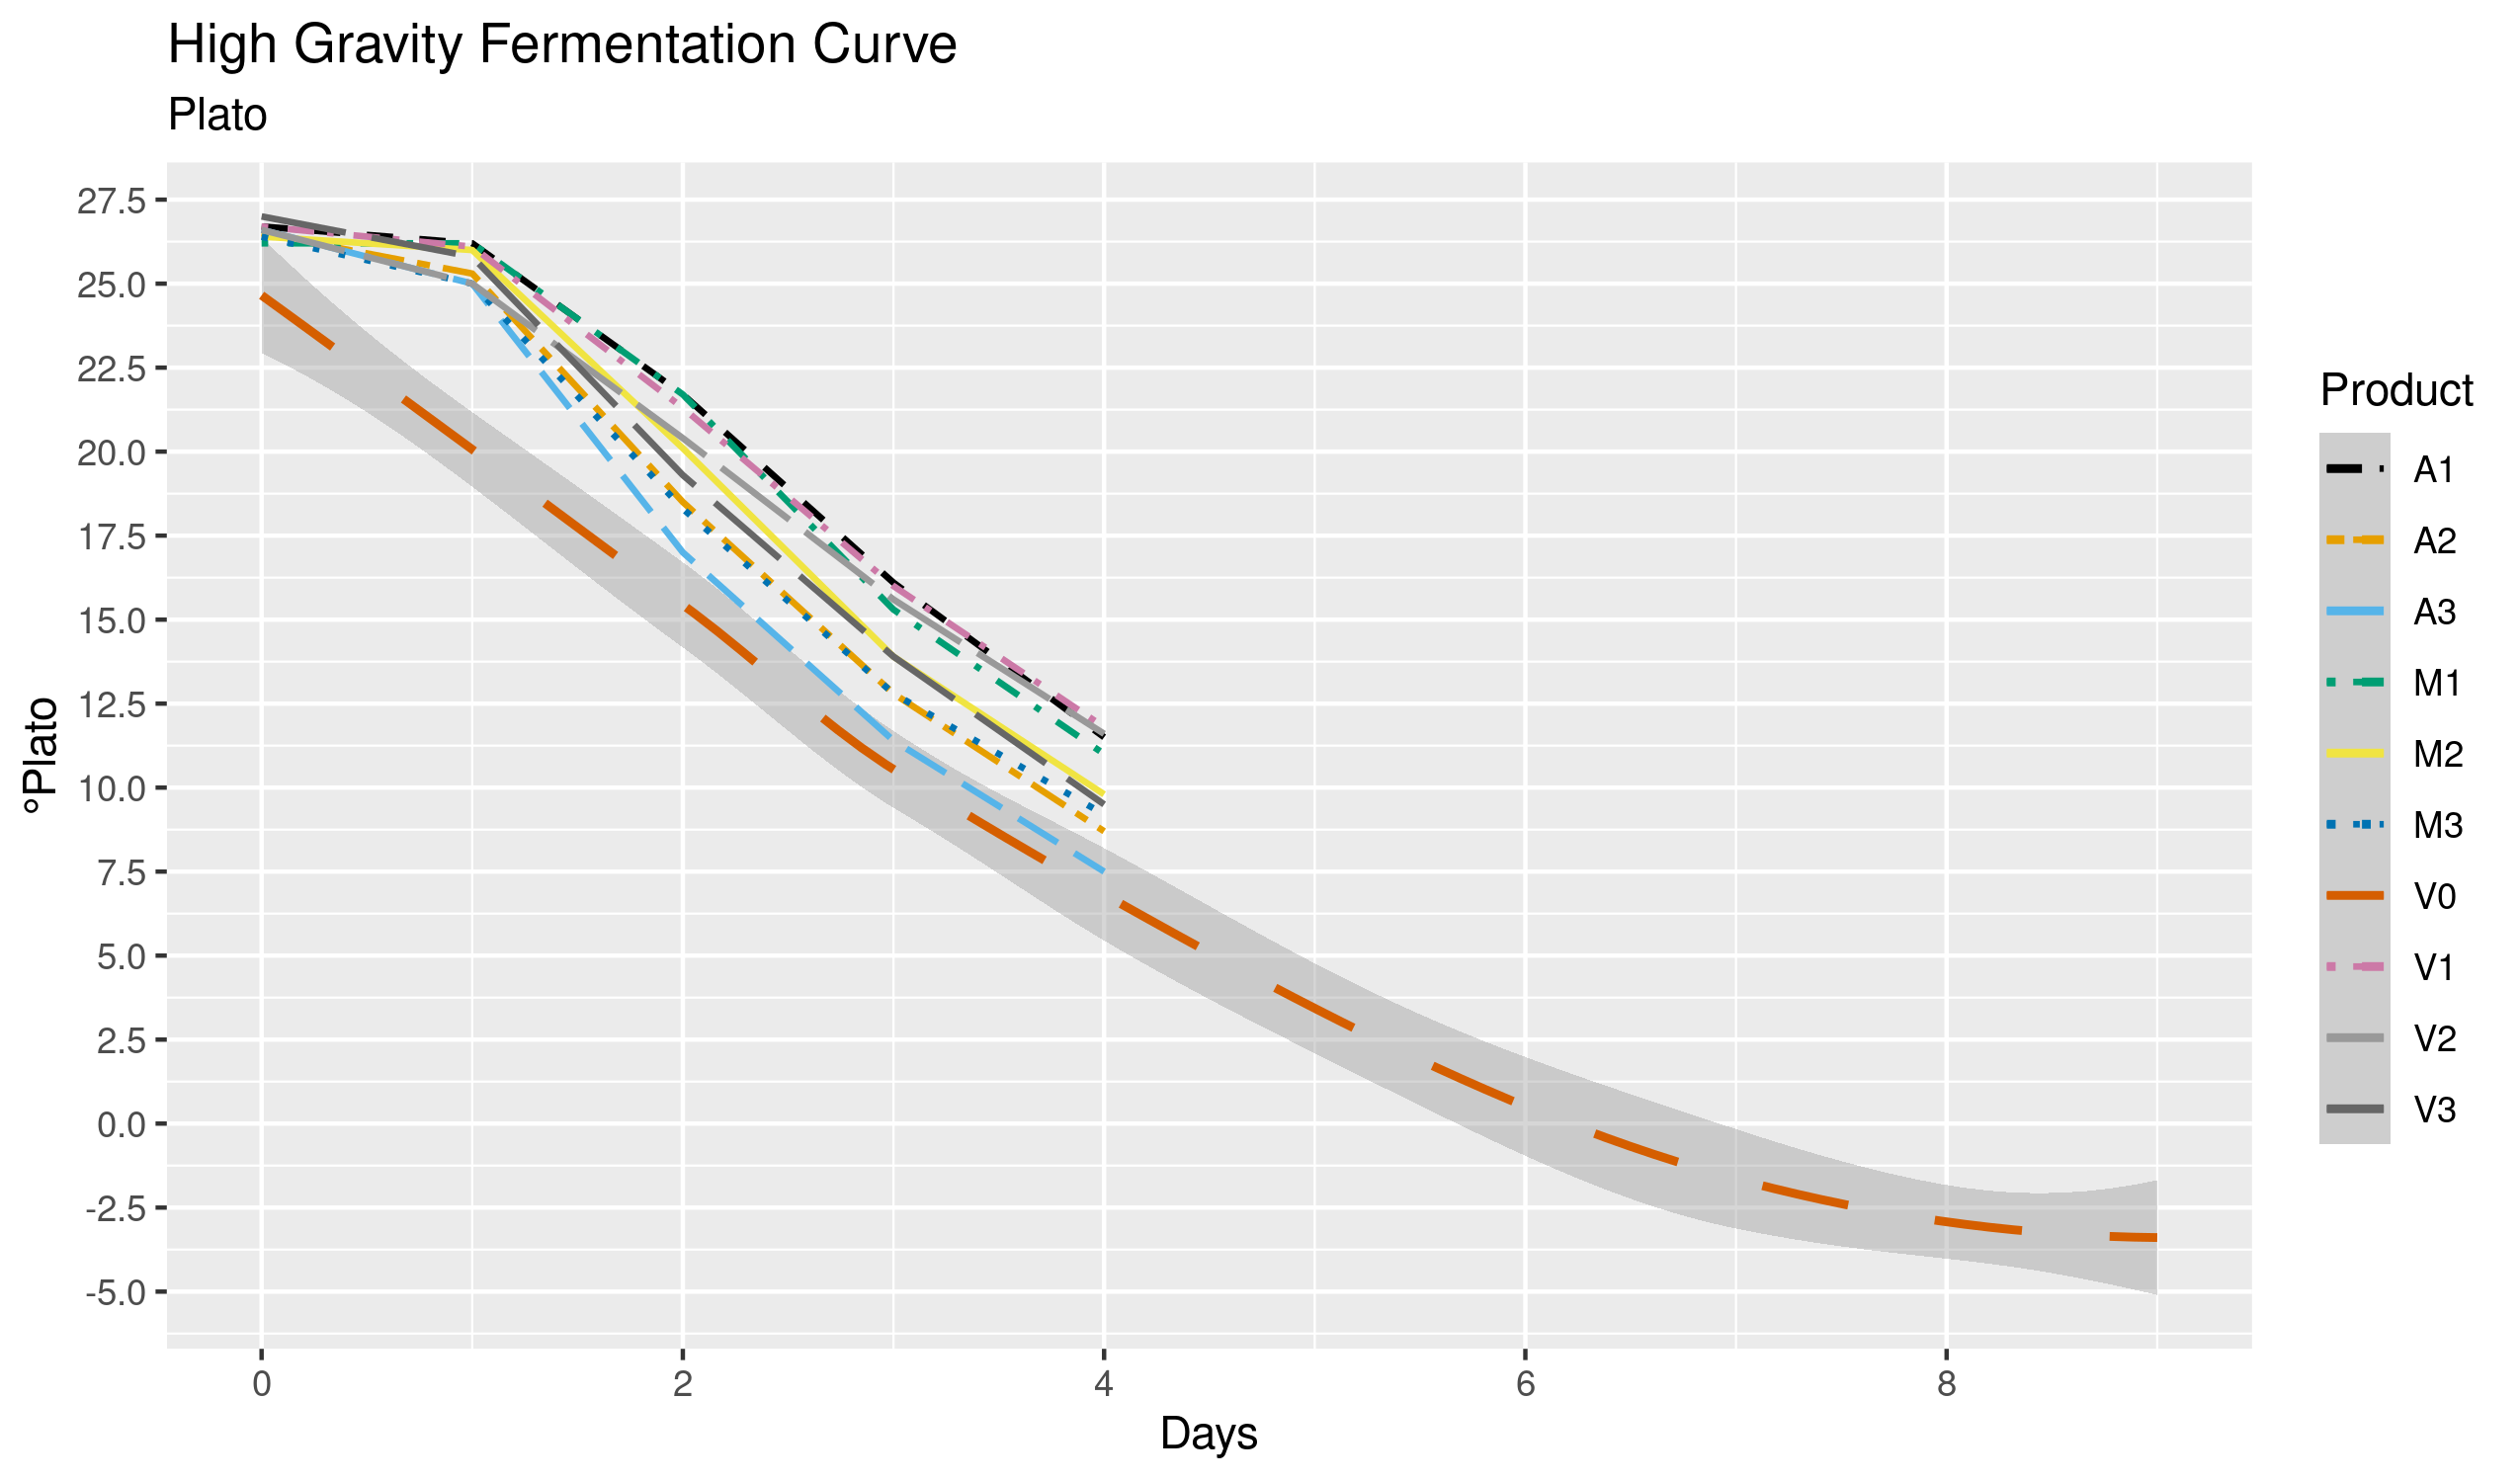 High Gravity Fermentation Curve
Plato
°Plato
27.5
25.0
22.5
20.0
17.5
15.0
12.5
10.0
7.5
5.0
2.5
0.0
-2.5
-5.0
0 2 4 6 8
Days
Product
A1
A2
A3
M1
M2
M3
V0
V1
V2
V3